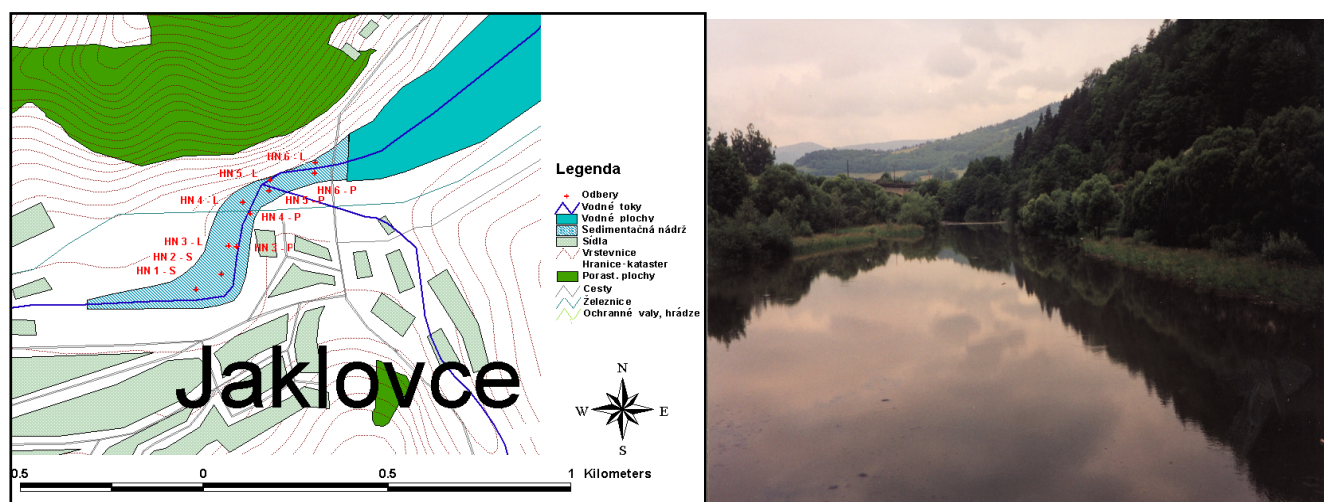 HN 6 - L
HN 5 - L
HN 6 - P
HN 5 - P
HN 4 - L
HN 4 - P
HN 3 - L
HN 3 - P
HN 2 - S
HN 1 - S
Jaklovce
Legenda
Odbery
Vodné toky
Vodné plochy
Sedimentačná nádrž
Sídla
Vrstevnice
Hranice-kataster
Porast. plochy
Cesty
Železnice
Ochranné valy, hrádze
N
W E
S
0.5 0 0.5 1 Kilometers